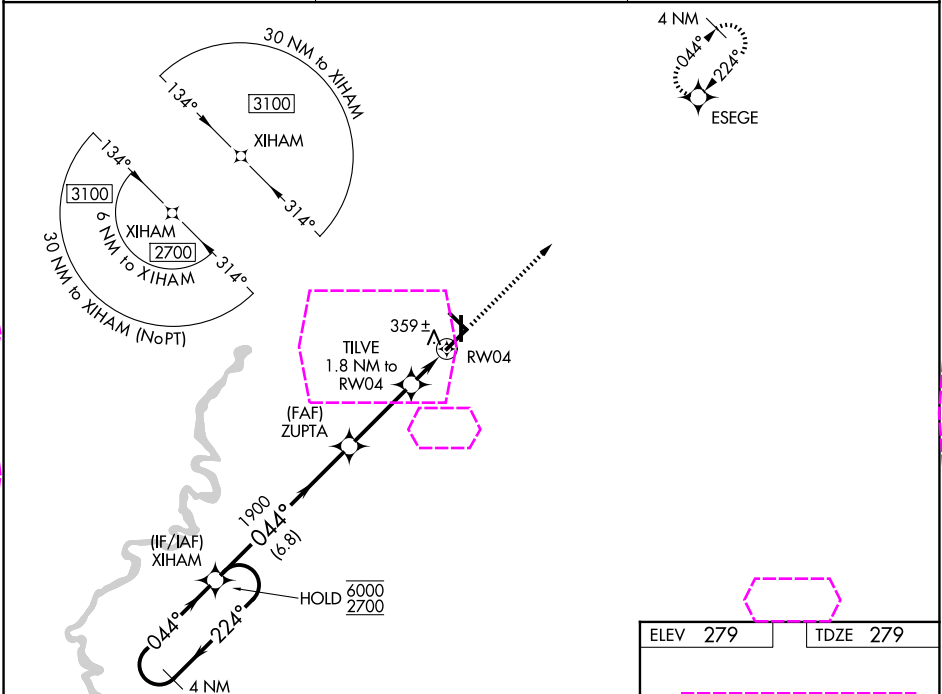 30 NM to XIHAM
134°
3100
XIHAM
314°
134°
3100
XIHAM
2700
6 NM to XIHAM
314°
30 NM to XIHAM (NoPT)
4 NM
044°
224°
ESEGE
359 ±
TILVE
1.8 NM to
RW04
RW04
(FAF)
ZUPTA
1900
044°
(6.8)
(IF/IAF)
XIHAM
HOLD 6000
2700
044°
224°
4 NM
ELEV 279
TDZE 279